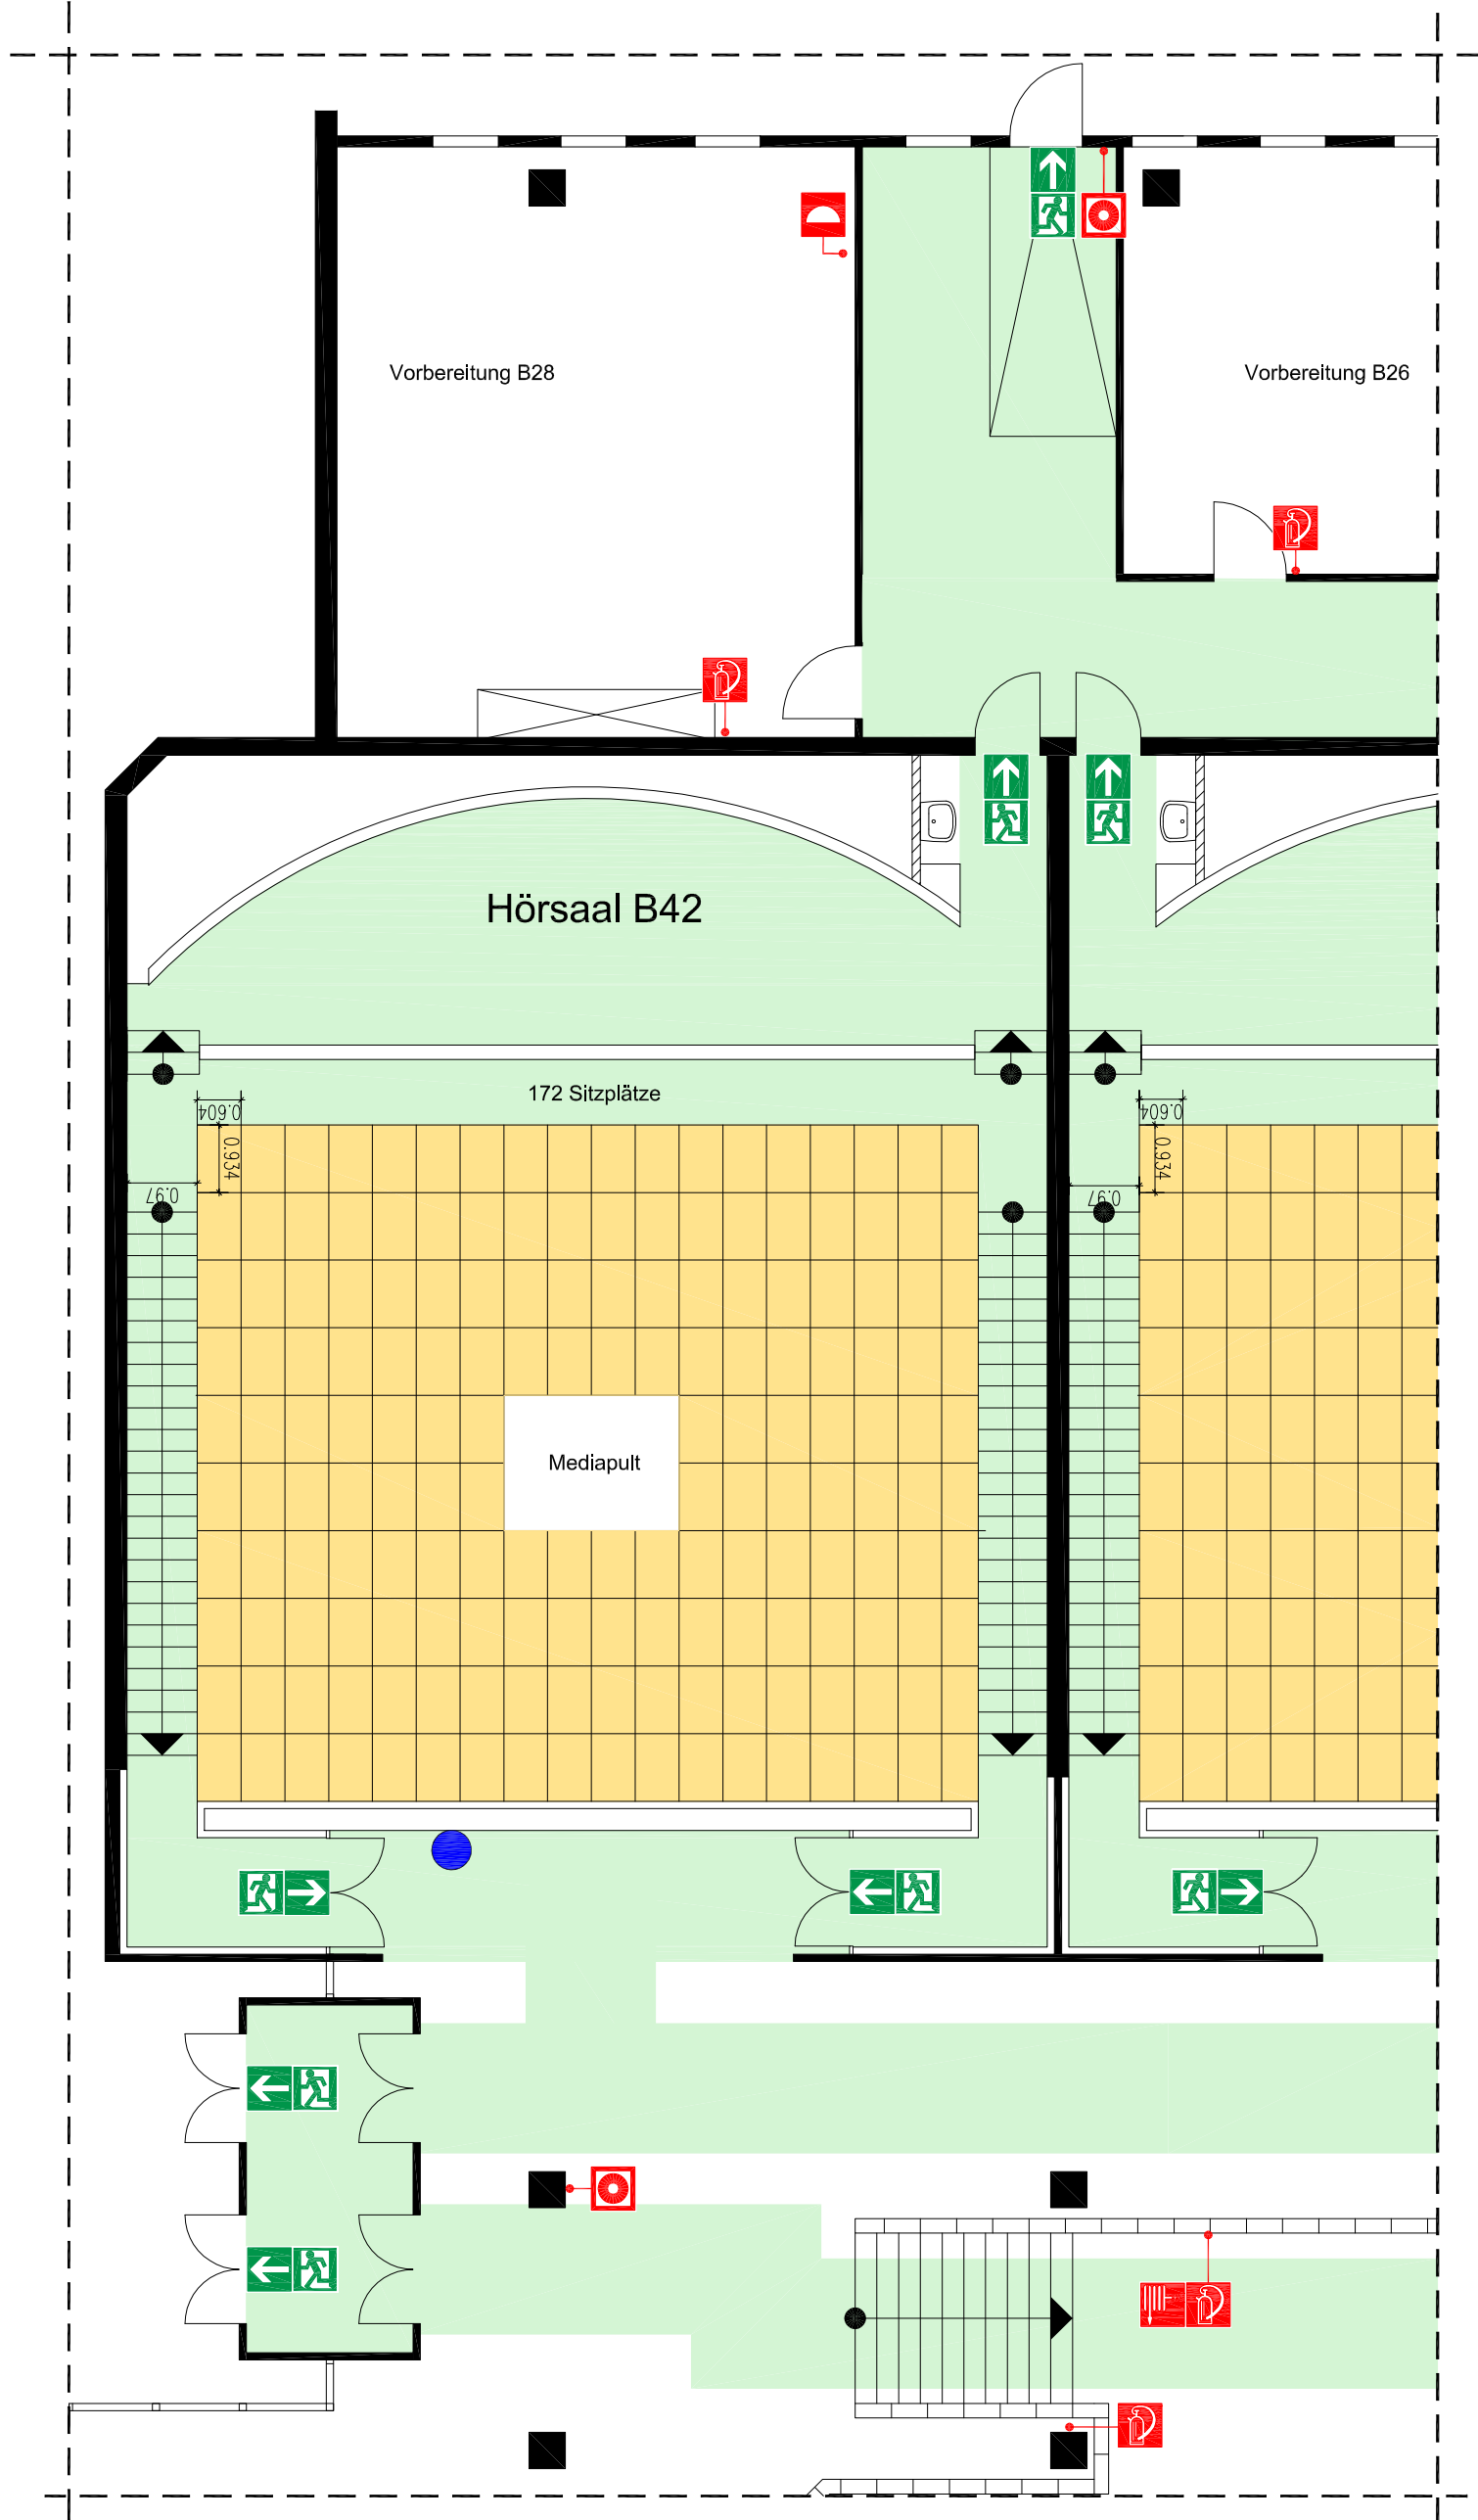 Vorbereitung B28
Vorbereitung B26
Hörsaal B42
172 Sitzplätze
0.604
0.604
0.934
0.934
0.97
0.97
Mediapult